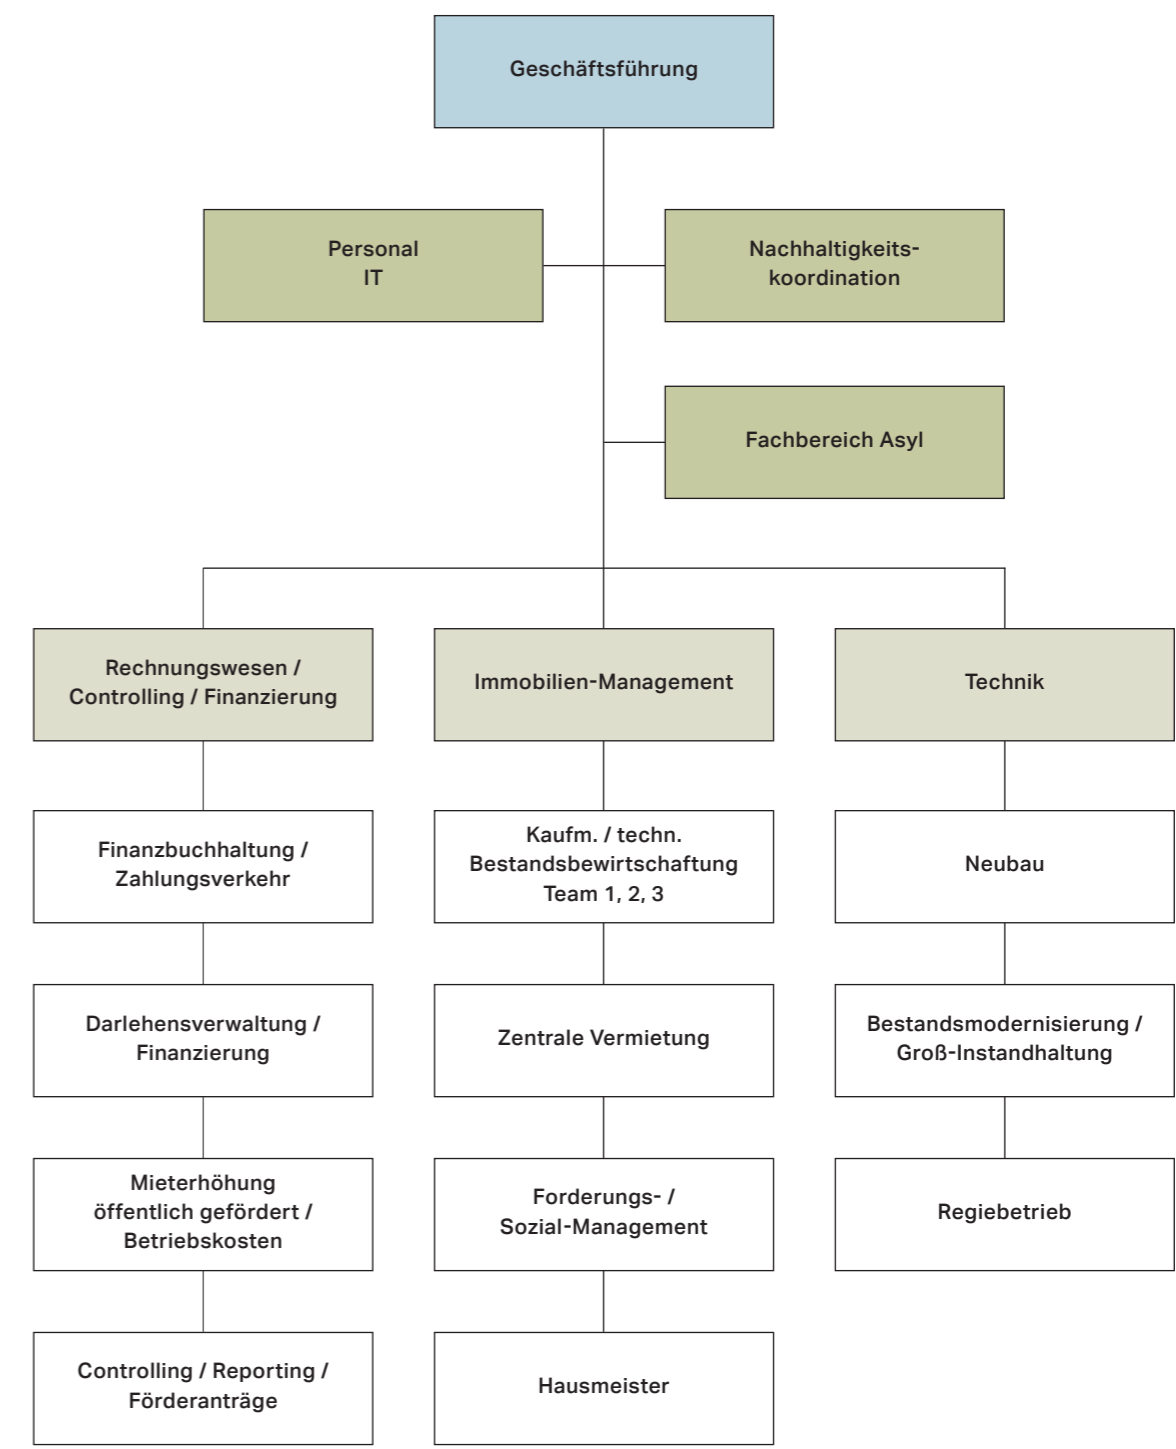 Geschäftsführung
Personal
IT
Nachhaltigkeits-
koordination
Fachbereich Asyl
Rechnungswesen /
Controlling / Finanzierung
Immobilien-Management
Technik
Finanzbuchhaltung /
Zahlungsverkehr
Kaufm. / techn.
Bestandsbewirtschaftung
Team 1, 2, 3
Neubau
Darlehensverwaltung /
Finanzierung
Zentrale Vermietung
Bestandsmodernisierung /
Groß-Instandhaltung
Mieterhöhung
öffentlich gefördert /
Betriebskosten
Forderungs- /
Sozial-Management
Regiebetrieb
Controlling / Reporting /
Förderanträge
Hausmeister